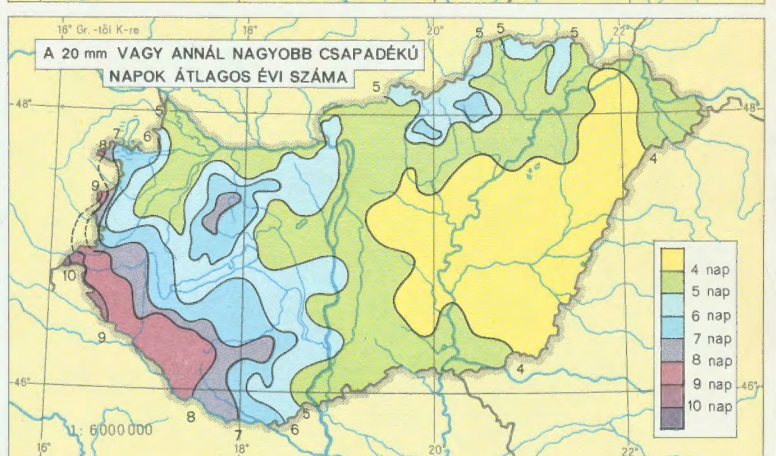 16° Gr.-től K-re
18°
20°
22°
A 20 mm VAGY ANNÁL NAGYOBB CSAPADÉKÚ
NAPOK ÁTLAGOS ÉVI SZÁMA
5
5
5
5
5
48°
48°
7
6
8
9
10
4
9
8
7
6
5
4
4 nap
5 nap
6 nap
7 nap
8 nap
9 nap
10 nap
46°
46°
1: 6 000 000
16°
18°
20°
22°